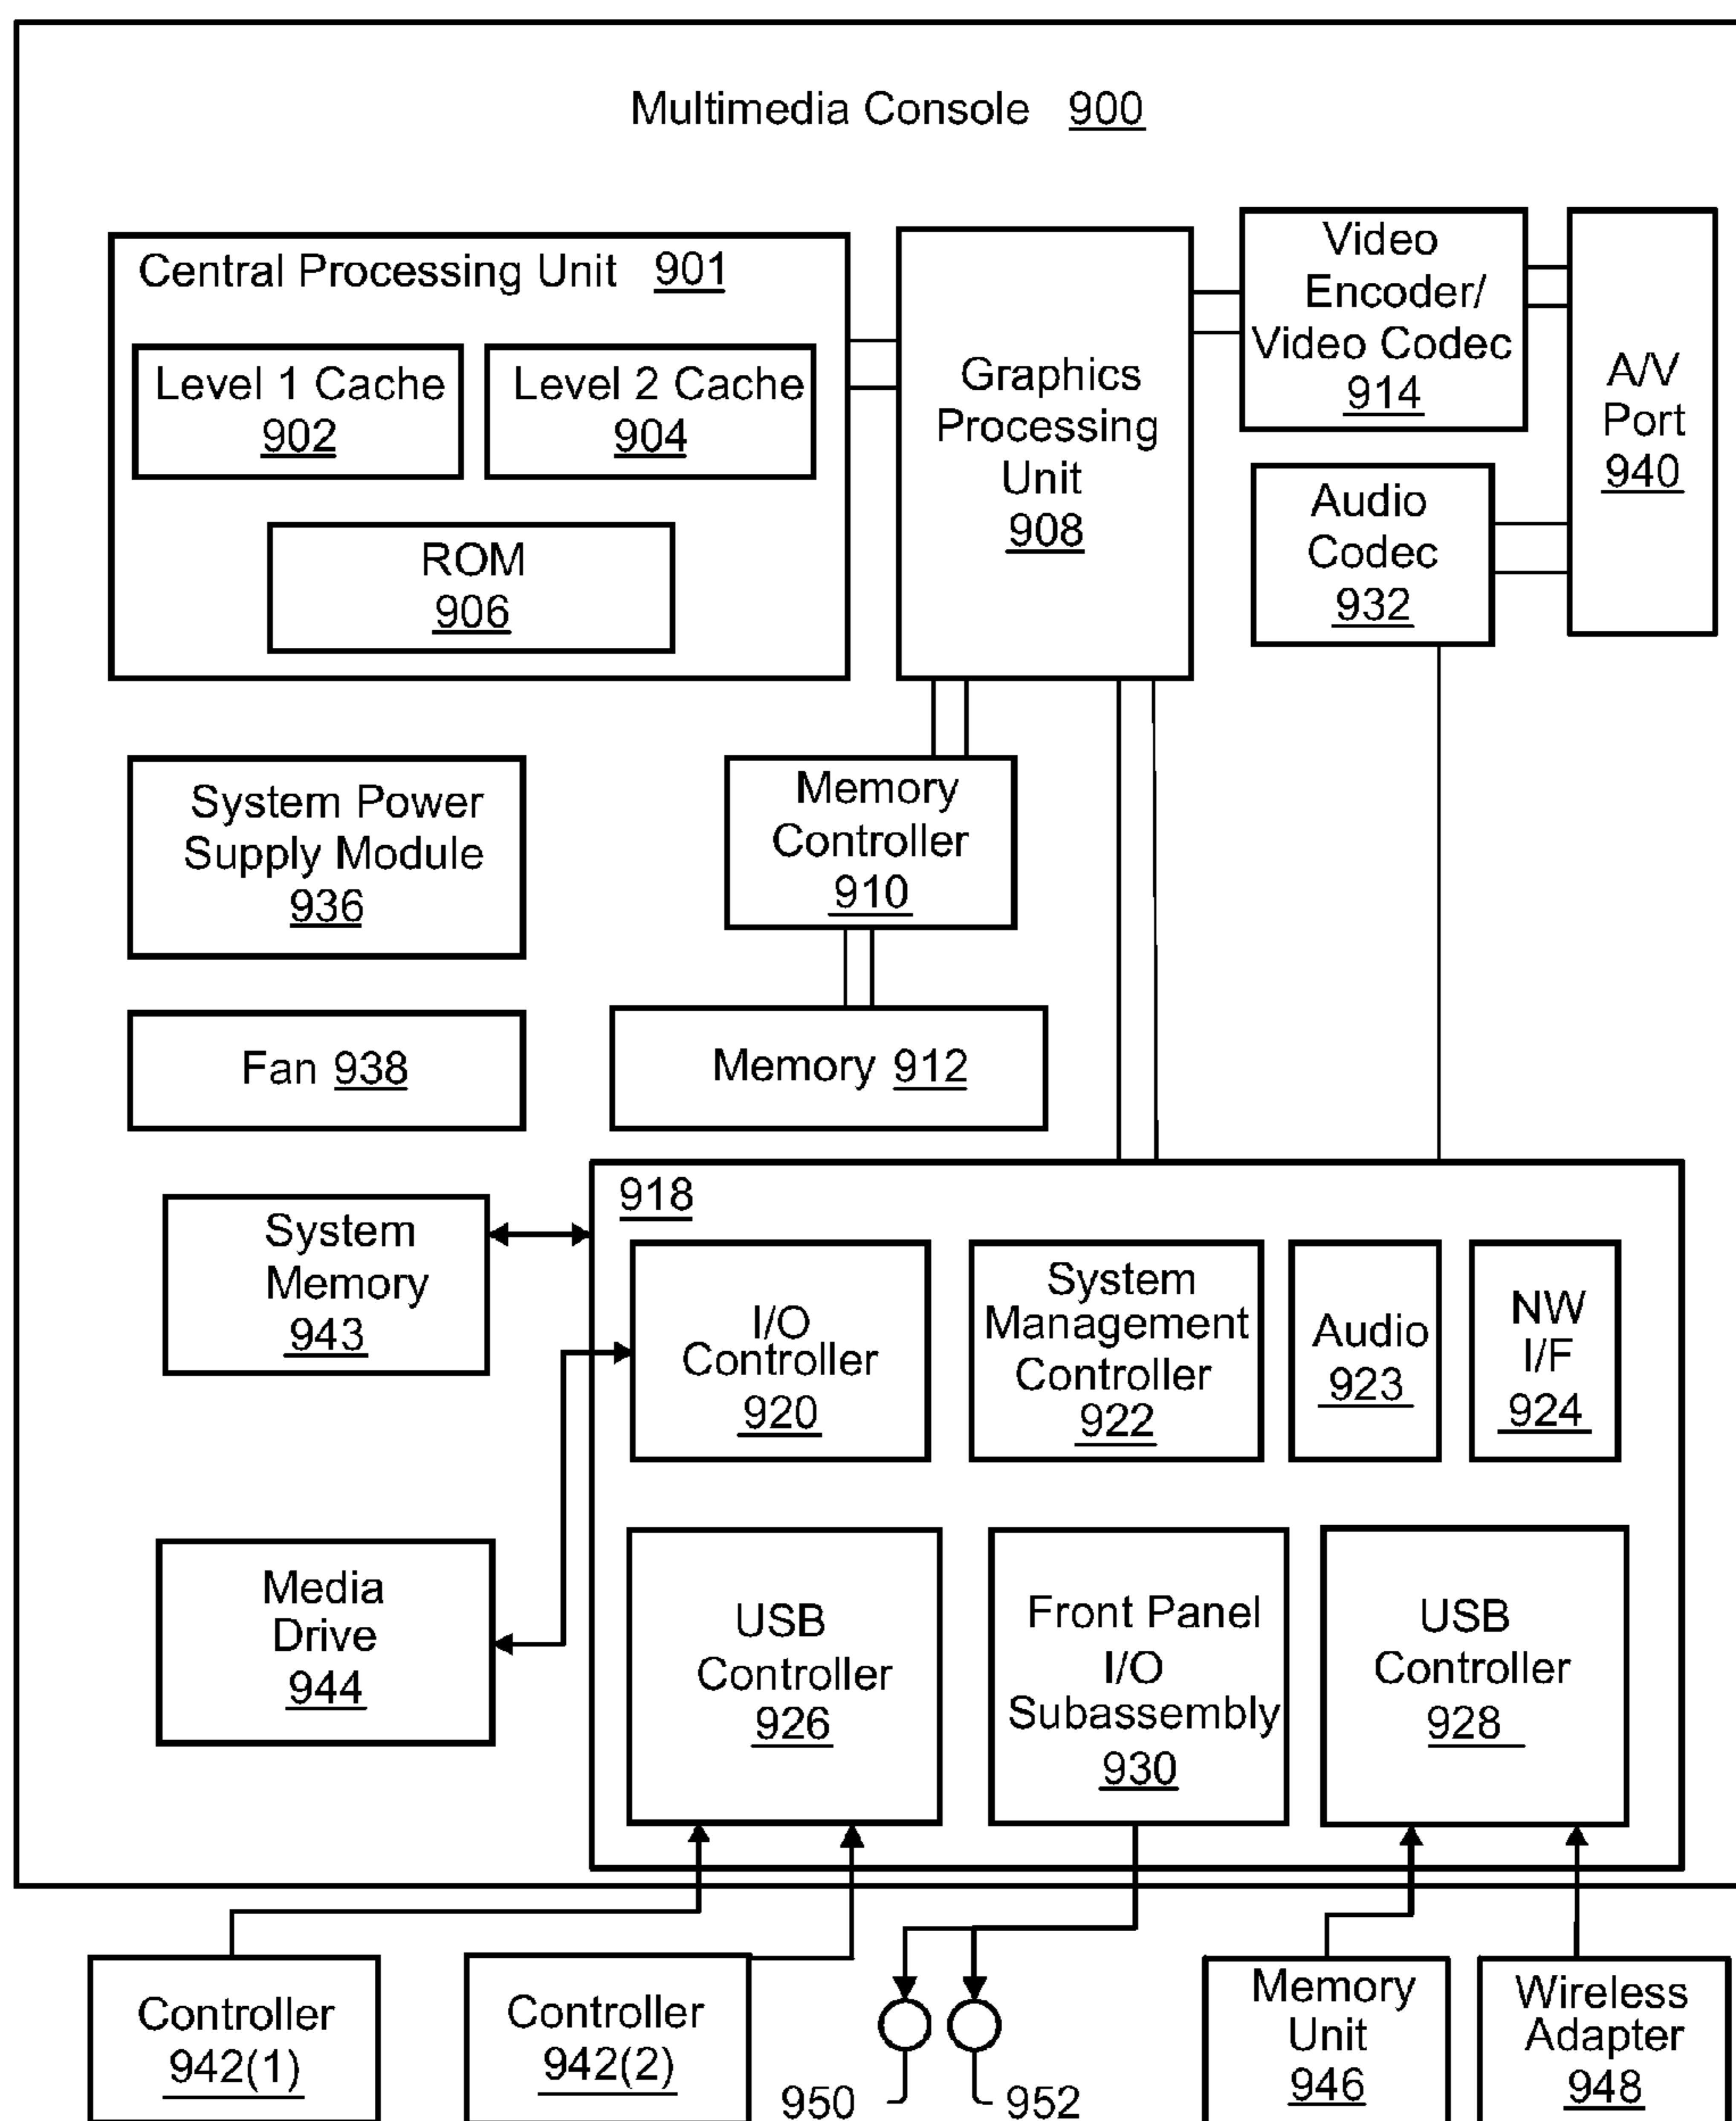 Multimedia Console 900
Central Processing Unit 901
Level 1 Cache
902
Level 2 Cache
904
ROM
906
Graphics
Processing
Unit
908
Video
Encoder/
Video Codec
914
A/V
Port
940
Audio
Codec
932
System Power
Supply Module
936
Memory
Controller
910
Fan 938
Memory 912
918
System
Memory
943
I/O
Controller
920
System
Management
Controller
922
Audio
923
NW
I/F
924
Media
Drive
944
USB
Controller
926
Front Panel
I/O
Subassembly
930
USB
Controller
928
Controller
942(1)
Controller
942(2)
950
952
Memory
Unit
946
Wireless
Adapter
948